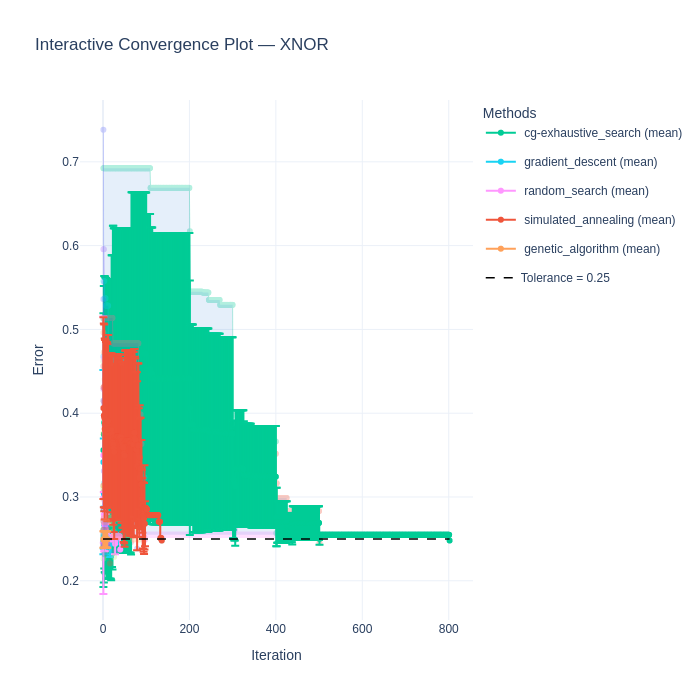 Interactive Convergence Plot — XNOR
Methods
cg-exhaustive_search (mean)
gradient_descent (mean)
random_search (mean)
simulated_annealing (mean)
genetic_algorithm (mean)
Tolerance = 0.25
Error
0.7
0.6
0.5
0.4
0.3
0.2
0
200
400
600
800
Iteration